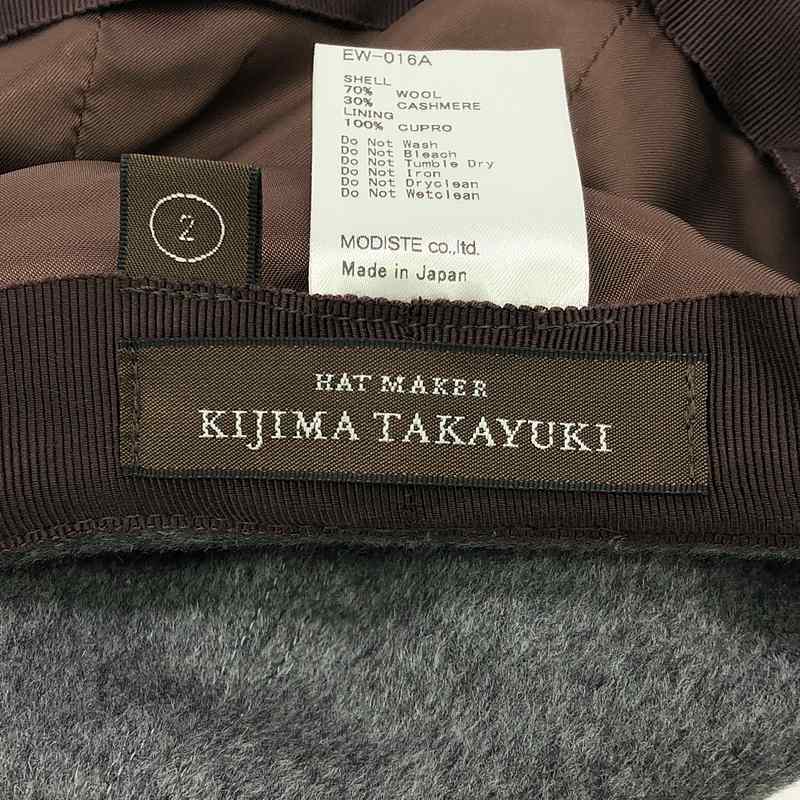 EW-016A
SHELL
70% WOOL
30% CASHMERE
LINING
100% CUPRO
Do Not Wash
Do Not Bleach
Do Not Tumble Dry
Do Not Iron
Do Not Dryclean
Do Not Wetclean
MODISTE co.,ltd.
Made in Japan
2
HAT MAKER
KIJIMA TAKAYUKI